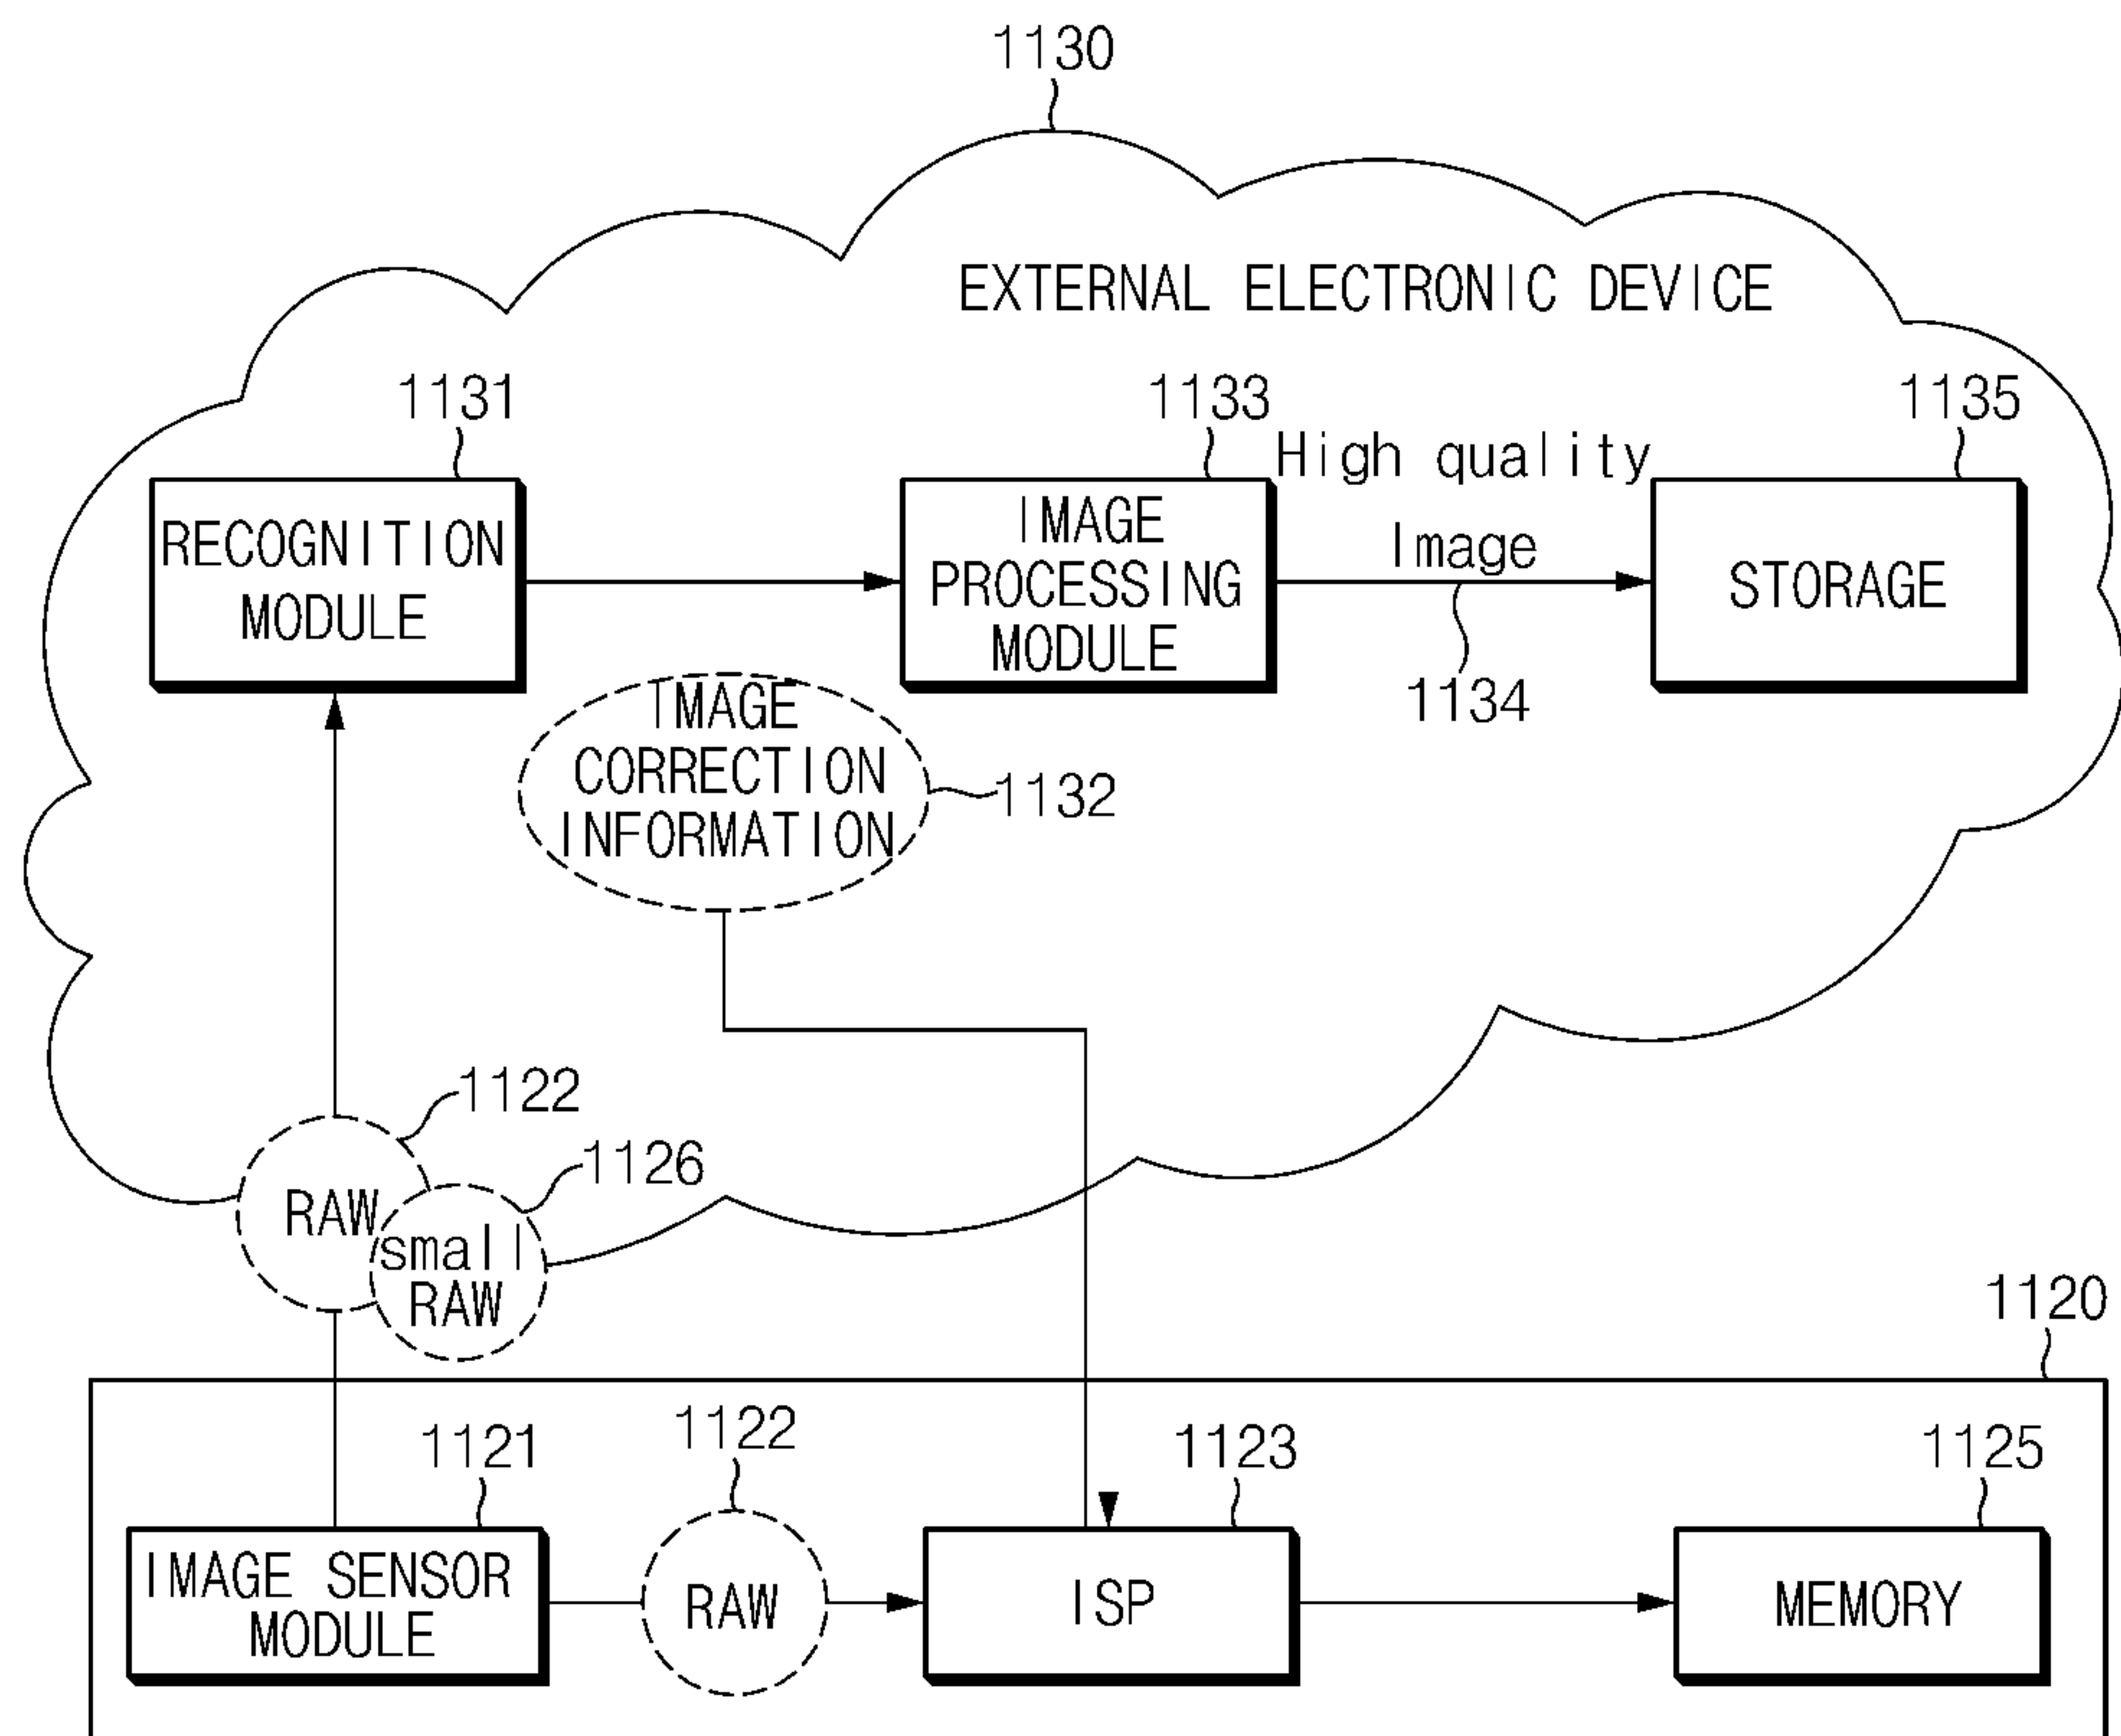 1130
EXTERNAL ELECTRONIC DEVICE
1131
1133
1135
High quality
Image
RECOGNITION
MODULE
IMAGE
PROCESSING
MODULE
STORAGE
1134
IMAGE
CORRECTION
INFORMATION
1132
1122
1126
RAW
small
RAW
1120
1121
1122
1123
1125
IMAGE SENSOR
MODULE
RAW
ISP
MEMORY